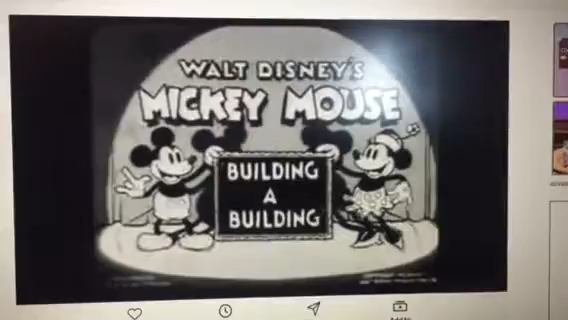 WALT DISNEY'S
MICKEY MOUSE
BUILDING
A
BUILDING